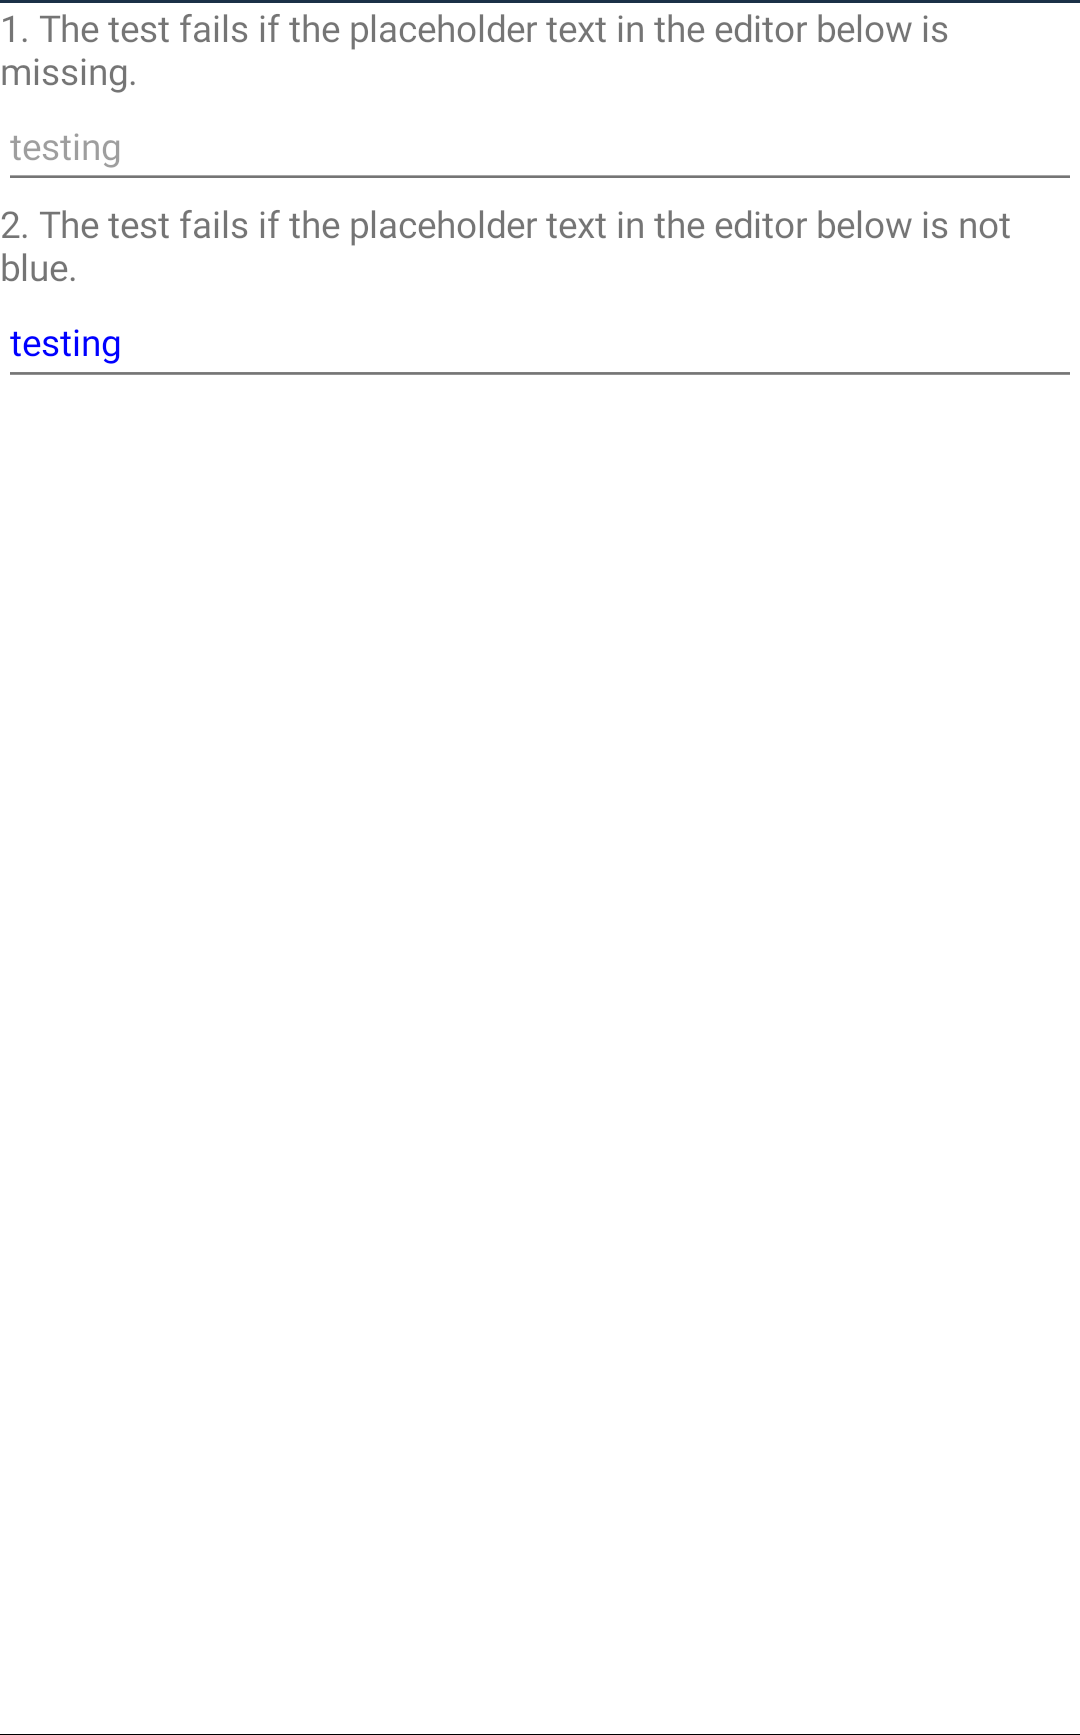 1. The test fails if the placeholder text in the editor below is
missing.
testing
2. The test fails if the placeholder text in the editor below is not
blue.
testing